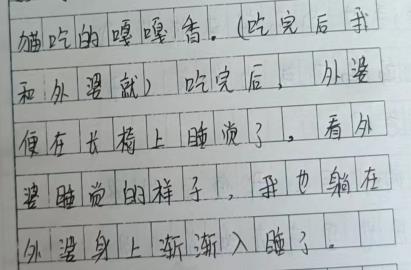 猫吃的嘎嘎香。(吃完后我
和外婆就) 吃完后，外婆
便在长椅上睡觉了。看外
婆睡觉的样子，我也躺在
外婆身上渐渐入睡了。